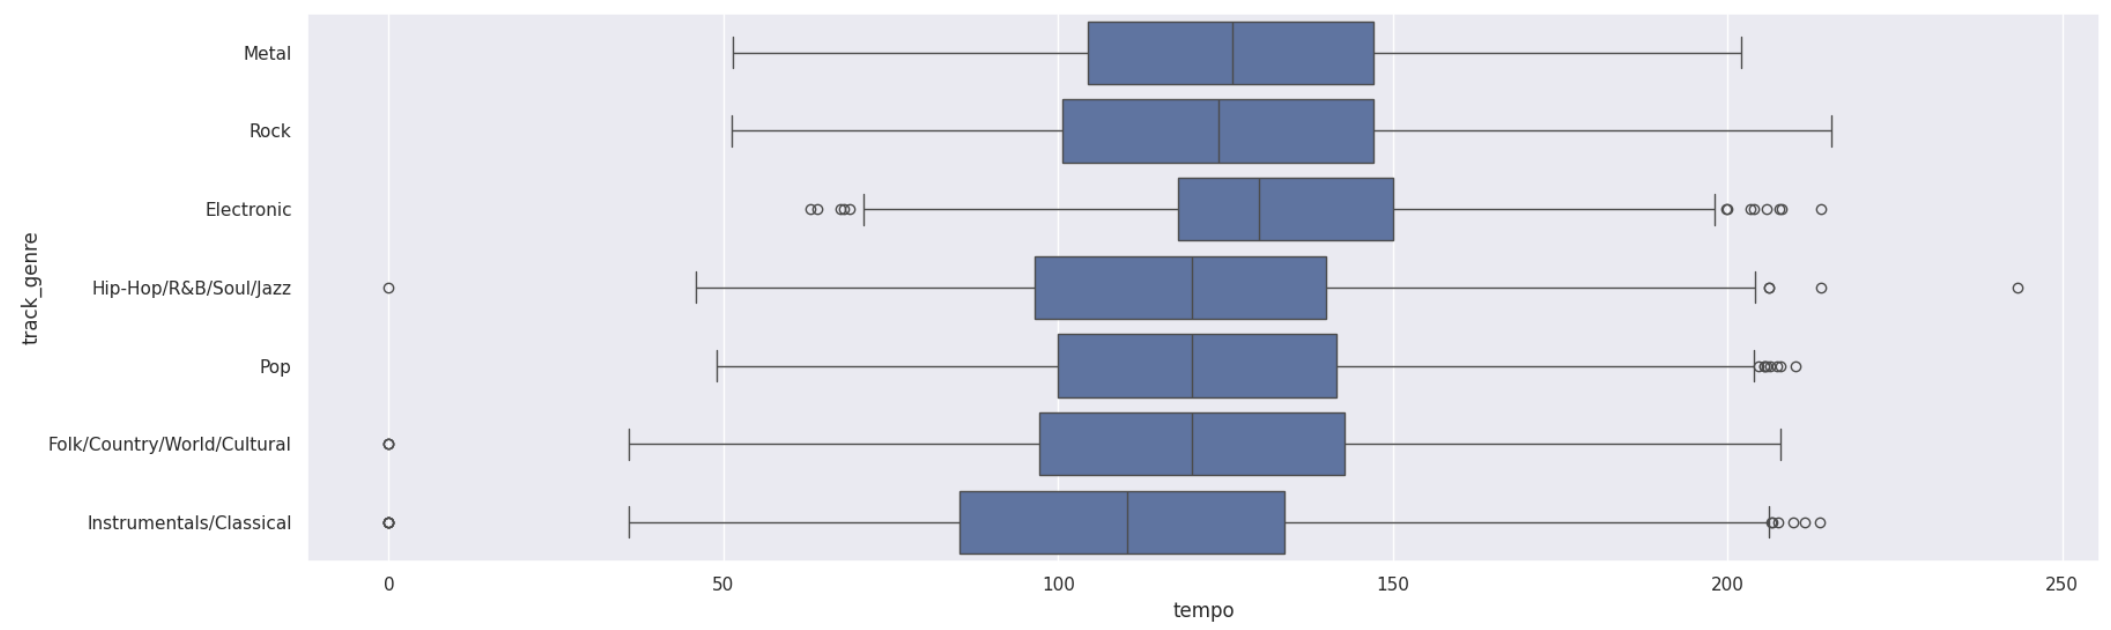 Metal
Rock
Electronic
Hip-Hop/R&B/Soul/Jazz
Pop
Folk/Country/World/Cultural
Instrumentals/Classical
track_genre
0 50 100 150 200 250
tempo